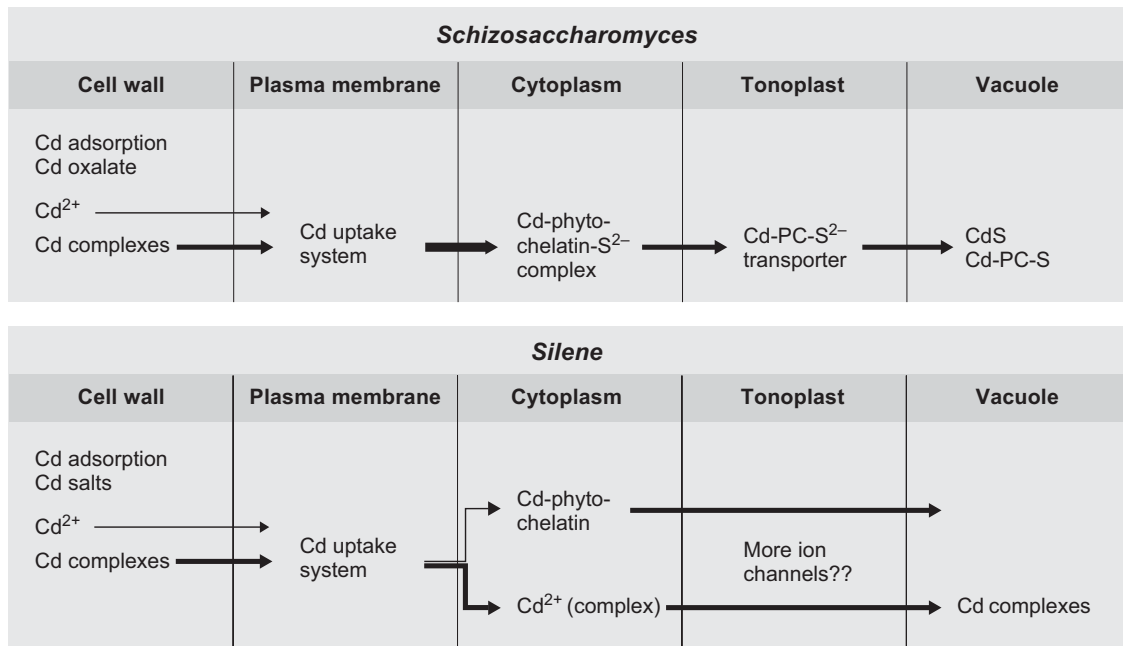 Schizosaccharomyces
Cell wall
Plasma membrane
Cytoplasm
Tonoplast
Vacuole
Cd adsorption
Cd oxalate
Cd2+
Cd complexes
Cd uptake
system
Cd-phyto-
chelatin-S2–
complex
Cd-PC-S2–
transporter
CdS
Cd-PC-S
Silene
Cell wall
Plasma membrane
Cytoplasm
Tonoplast
Vacuole
Cd adsorption
Cd salts
Cd2+
Cd complexes
Cd uptake
system
Cd-phyto-
chelatin
Cd2+ (complex)
More ion
channels??
Cd complexes